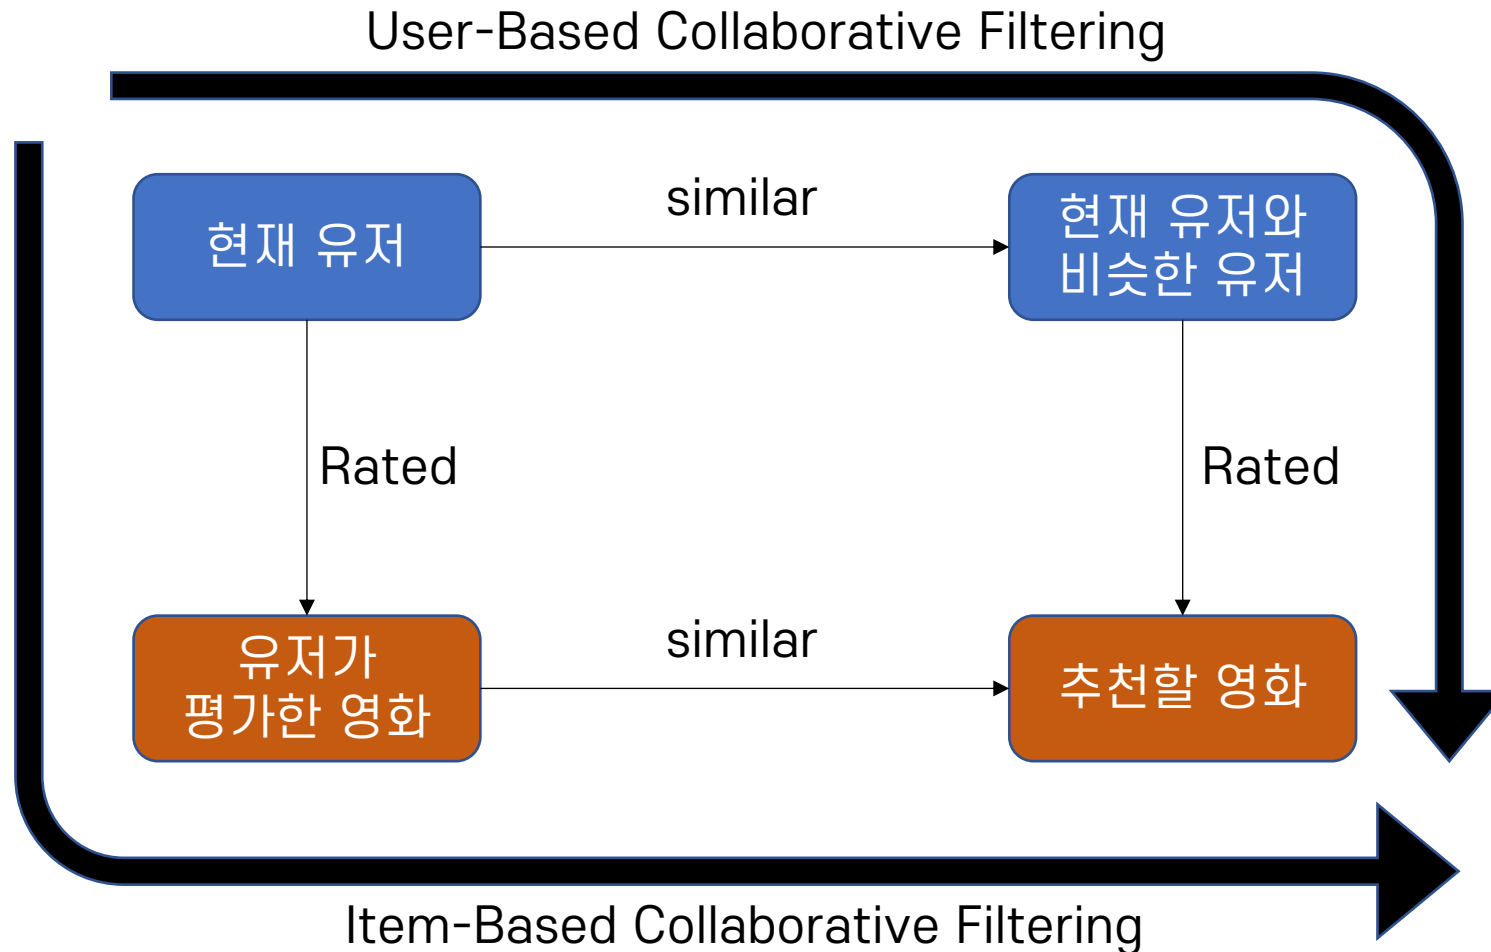 User-Based Collaborative Filtering
현재 유저
similar
현재 유저와
비슷한 유저
Rated
Rated
유저가
평가한 영화
similar
추천할 영화
Item-Based Collaborative Filtering